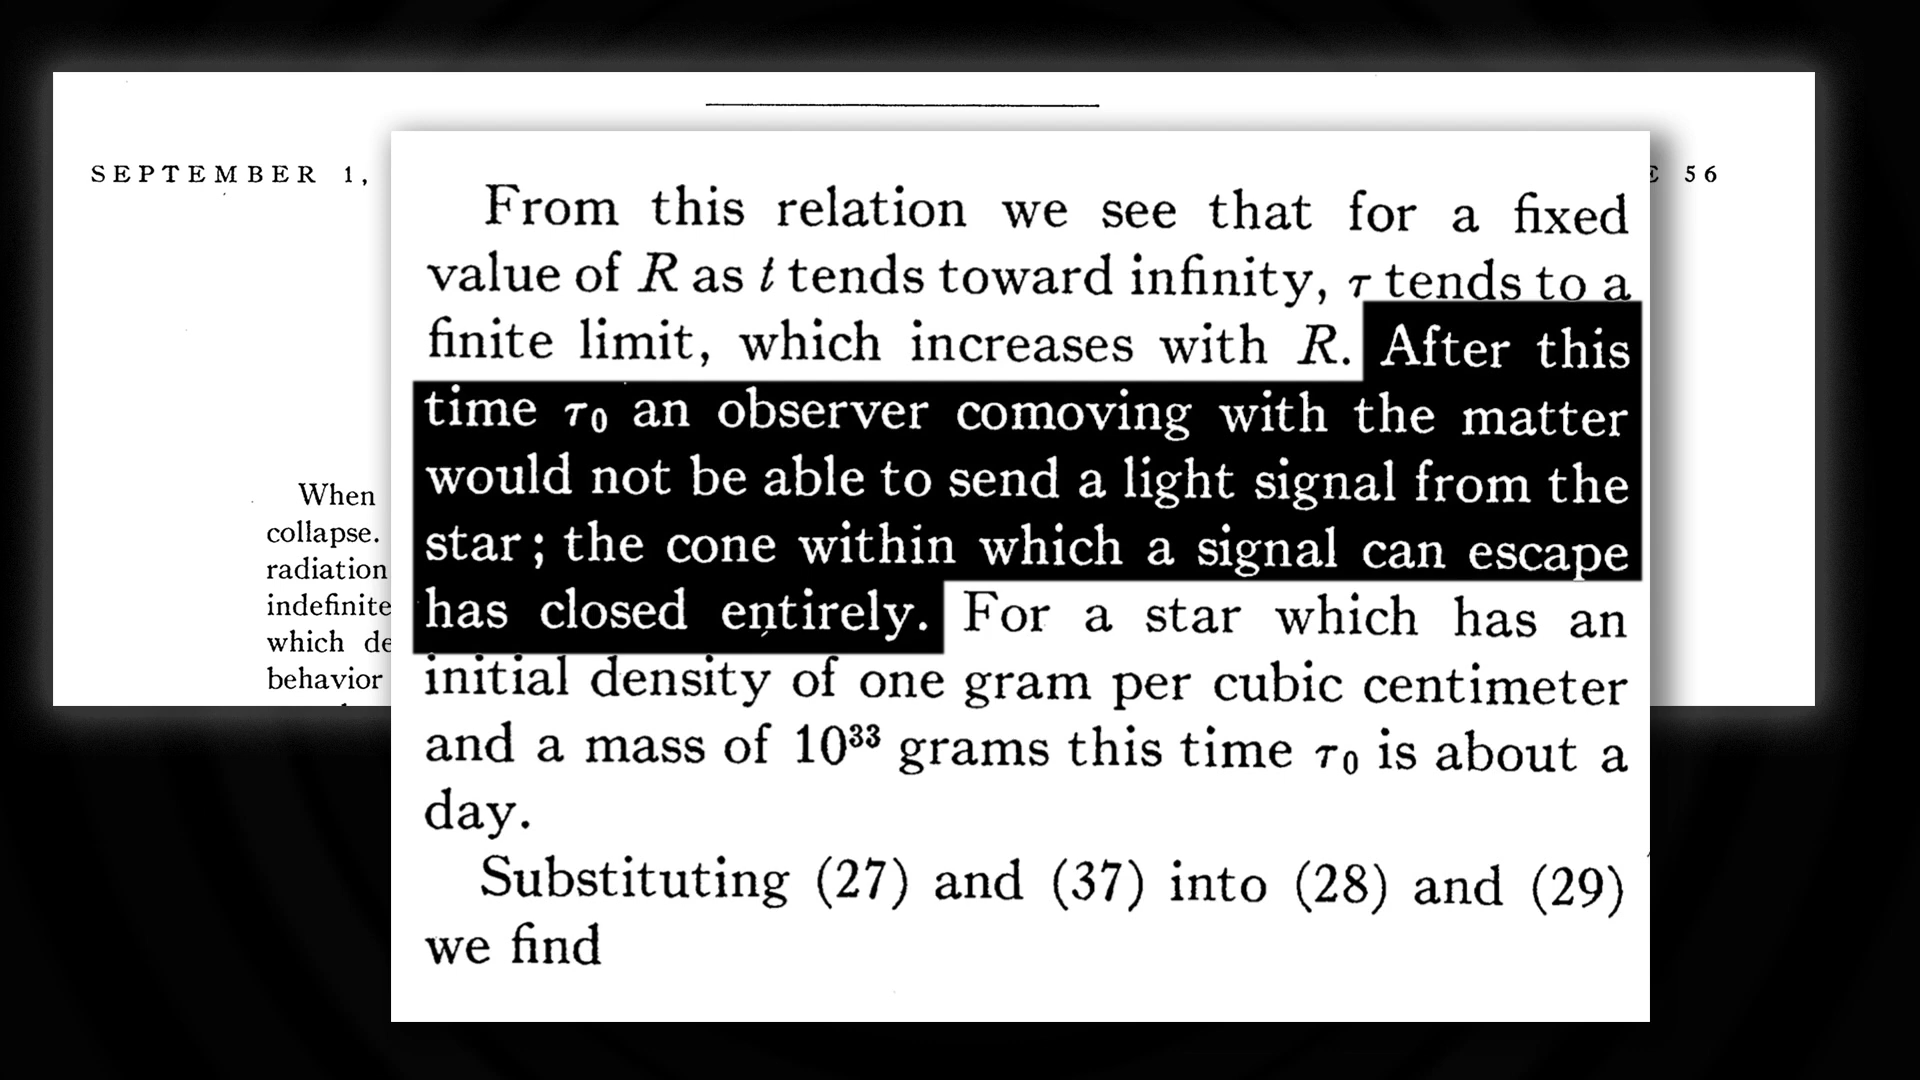 SEPTEMBER 1,
56
When
collapse.
radiation
indefinite
which
behavior
From this relation we see that for a fixed
value of R as t tends toward infinity, τ tends to a
finite limit, which increases with R. After this
time τ₀ an observer comoving with the matter
would not be able to send a light signal from the
star; the cone within which a signal can escape
has closed entirely. For a star which has an
initial density of one gram per cubic centimeter
and a mass of 10³³ grams this time τ₀ is about a
day.
Substituting (27) and (37) into (28) and (29)
we find